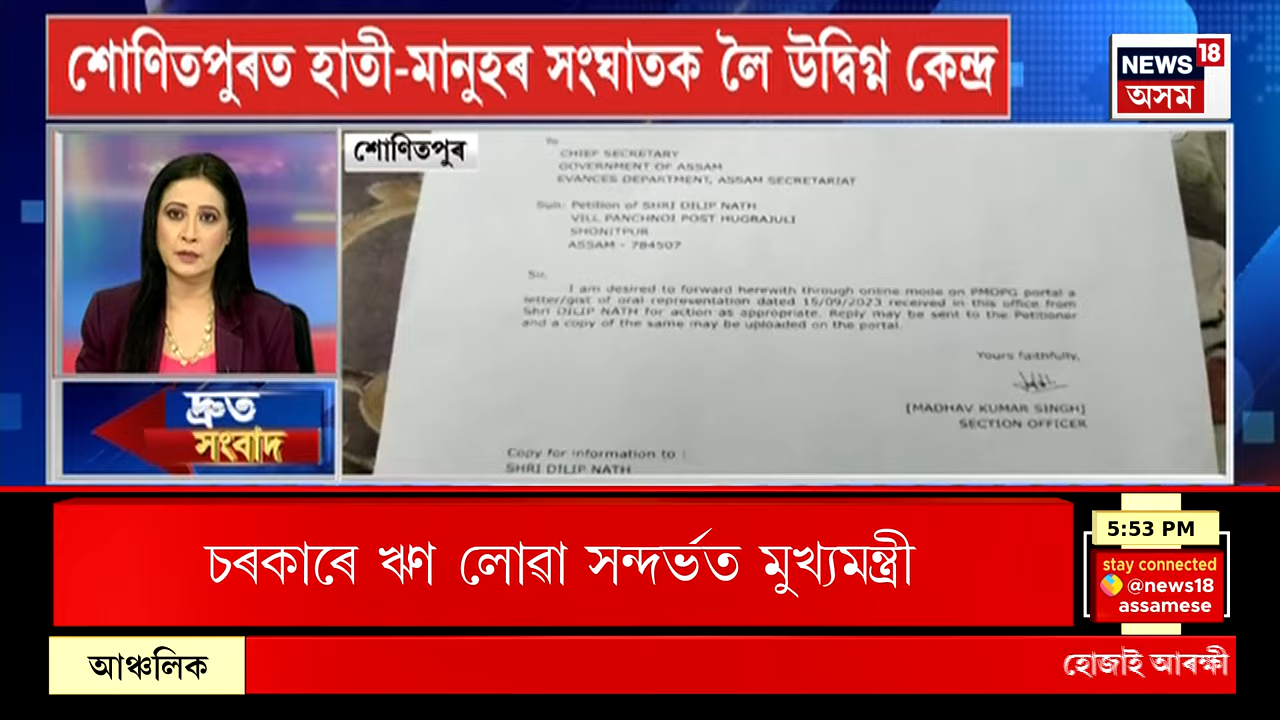 শোণিতপুৰত হাতী-মানুহৰ সংঘাতক লৈ উদ্বিগ্ন কেন্দ্ৰ
NEWS 18
অসম
শোণিতপুৰ
To
CHIEF SECRETARY
GOVERNMENT OF ASSAM
EVANCES DEPARTMENT, ASSAM SECRETARIAT
Sub: Petition of SHRI DILIP NATH
VILL PANCHNOI POST HUGRAJULI
SHONITPUR
ASSAM - 784507
Sir,
I am desired to forward herewith through online mode on PMOPG portal a
letter/gist of oral representation dated 15/09/2023 received in this office from
Shri DILIP NATH for action as appropriate. Reply may be sent to the Petitioner
and a copy of the same may be uploaded on the portal.
Yours faithfully,
[MADHAV KUMAR SINGH]
SECTION OFFICER
Copy for information to :
SHRI DILIP NATH
দ্ৰুত
সংবাদ
চৰকাৰে ঋণ লোৱা সন্দৰ্ভত মুখ্যমন্ত্ৰী
5:53 PM
stay connected
@news18
assamese
আঞ্চলিক
হোজাই আৰক্ষী